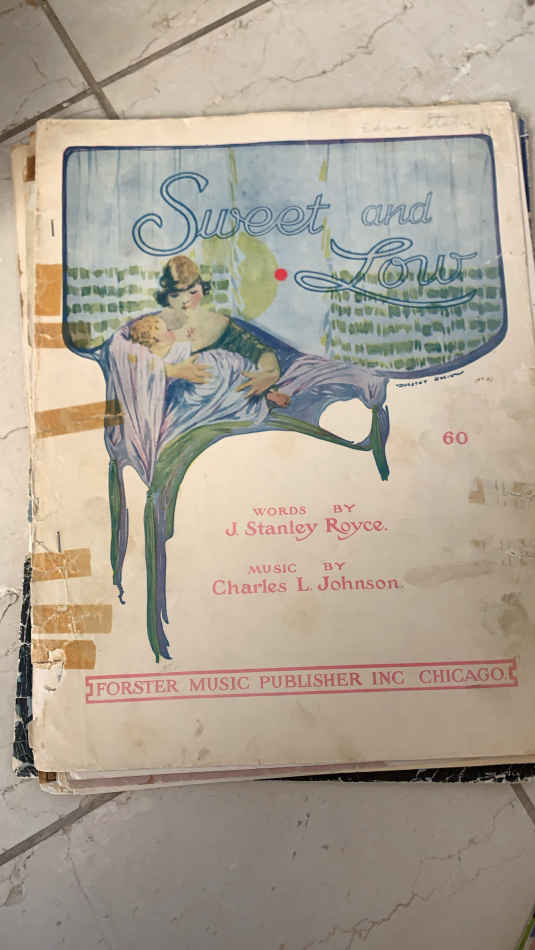 Sweet and
Low
60
WORDS BY
J. Stanley Royce.
MUSIC BY
Charles L. Johnson.
FORSTER MUSIC PUBLISHER INC CHICAGO.